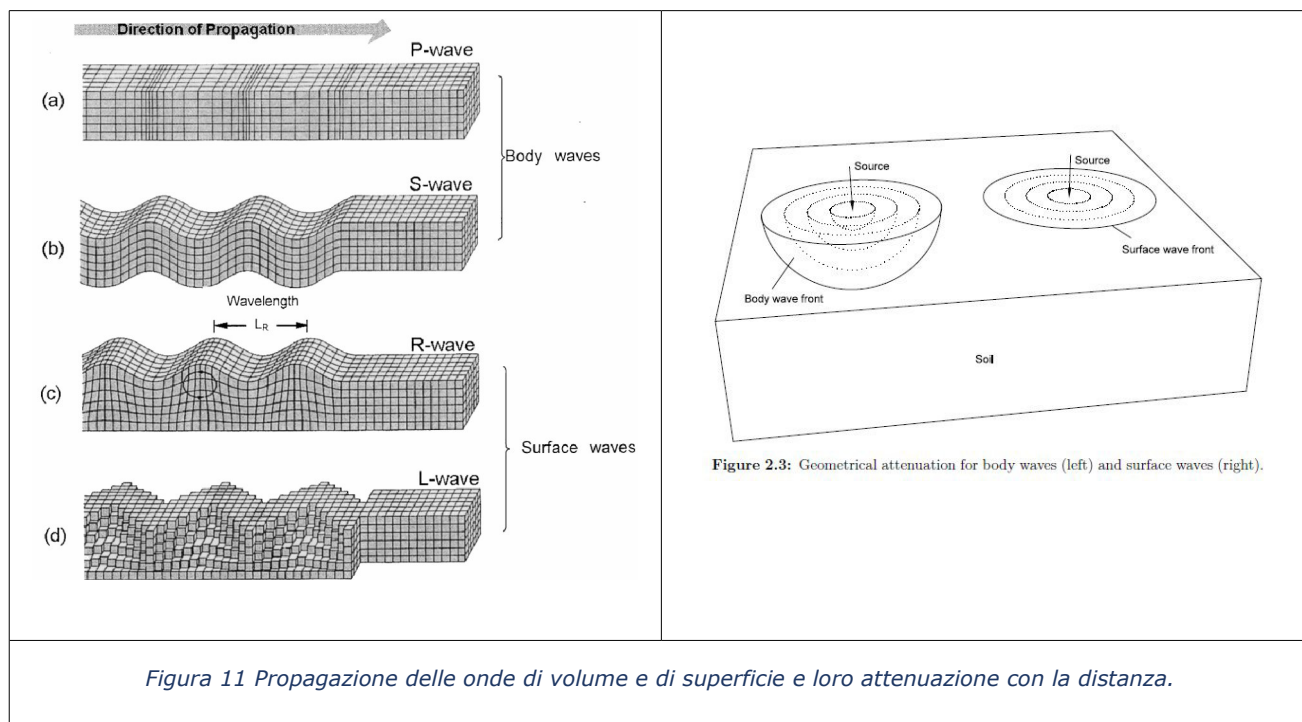 Direction of Propagation
P-wave
(a)
Body waves
S-wave
(b)
Wavelength
L_R
R-wave
(c)
Surface waves
L-wave
(d)
Source
Source
Surface wave front
Body wave front
Soil
Figure 2.3: Geometrical attenuation for body waves (left) and surface waves (right).
Figura 11 Propagazione delle onde di volume e di superficie e loro attenuazione con la distanza.